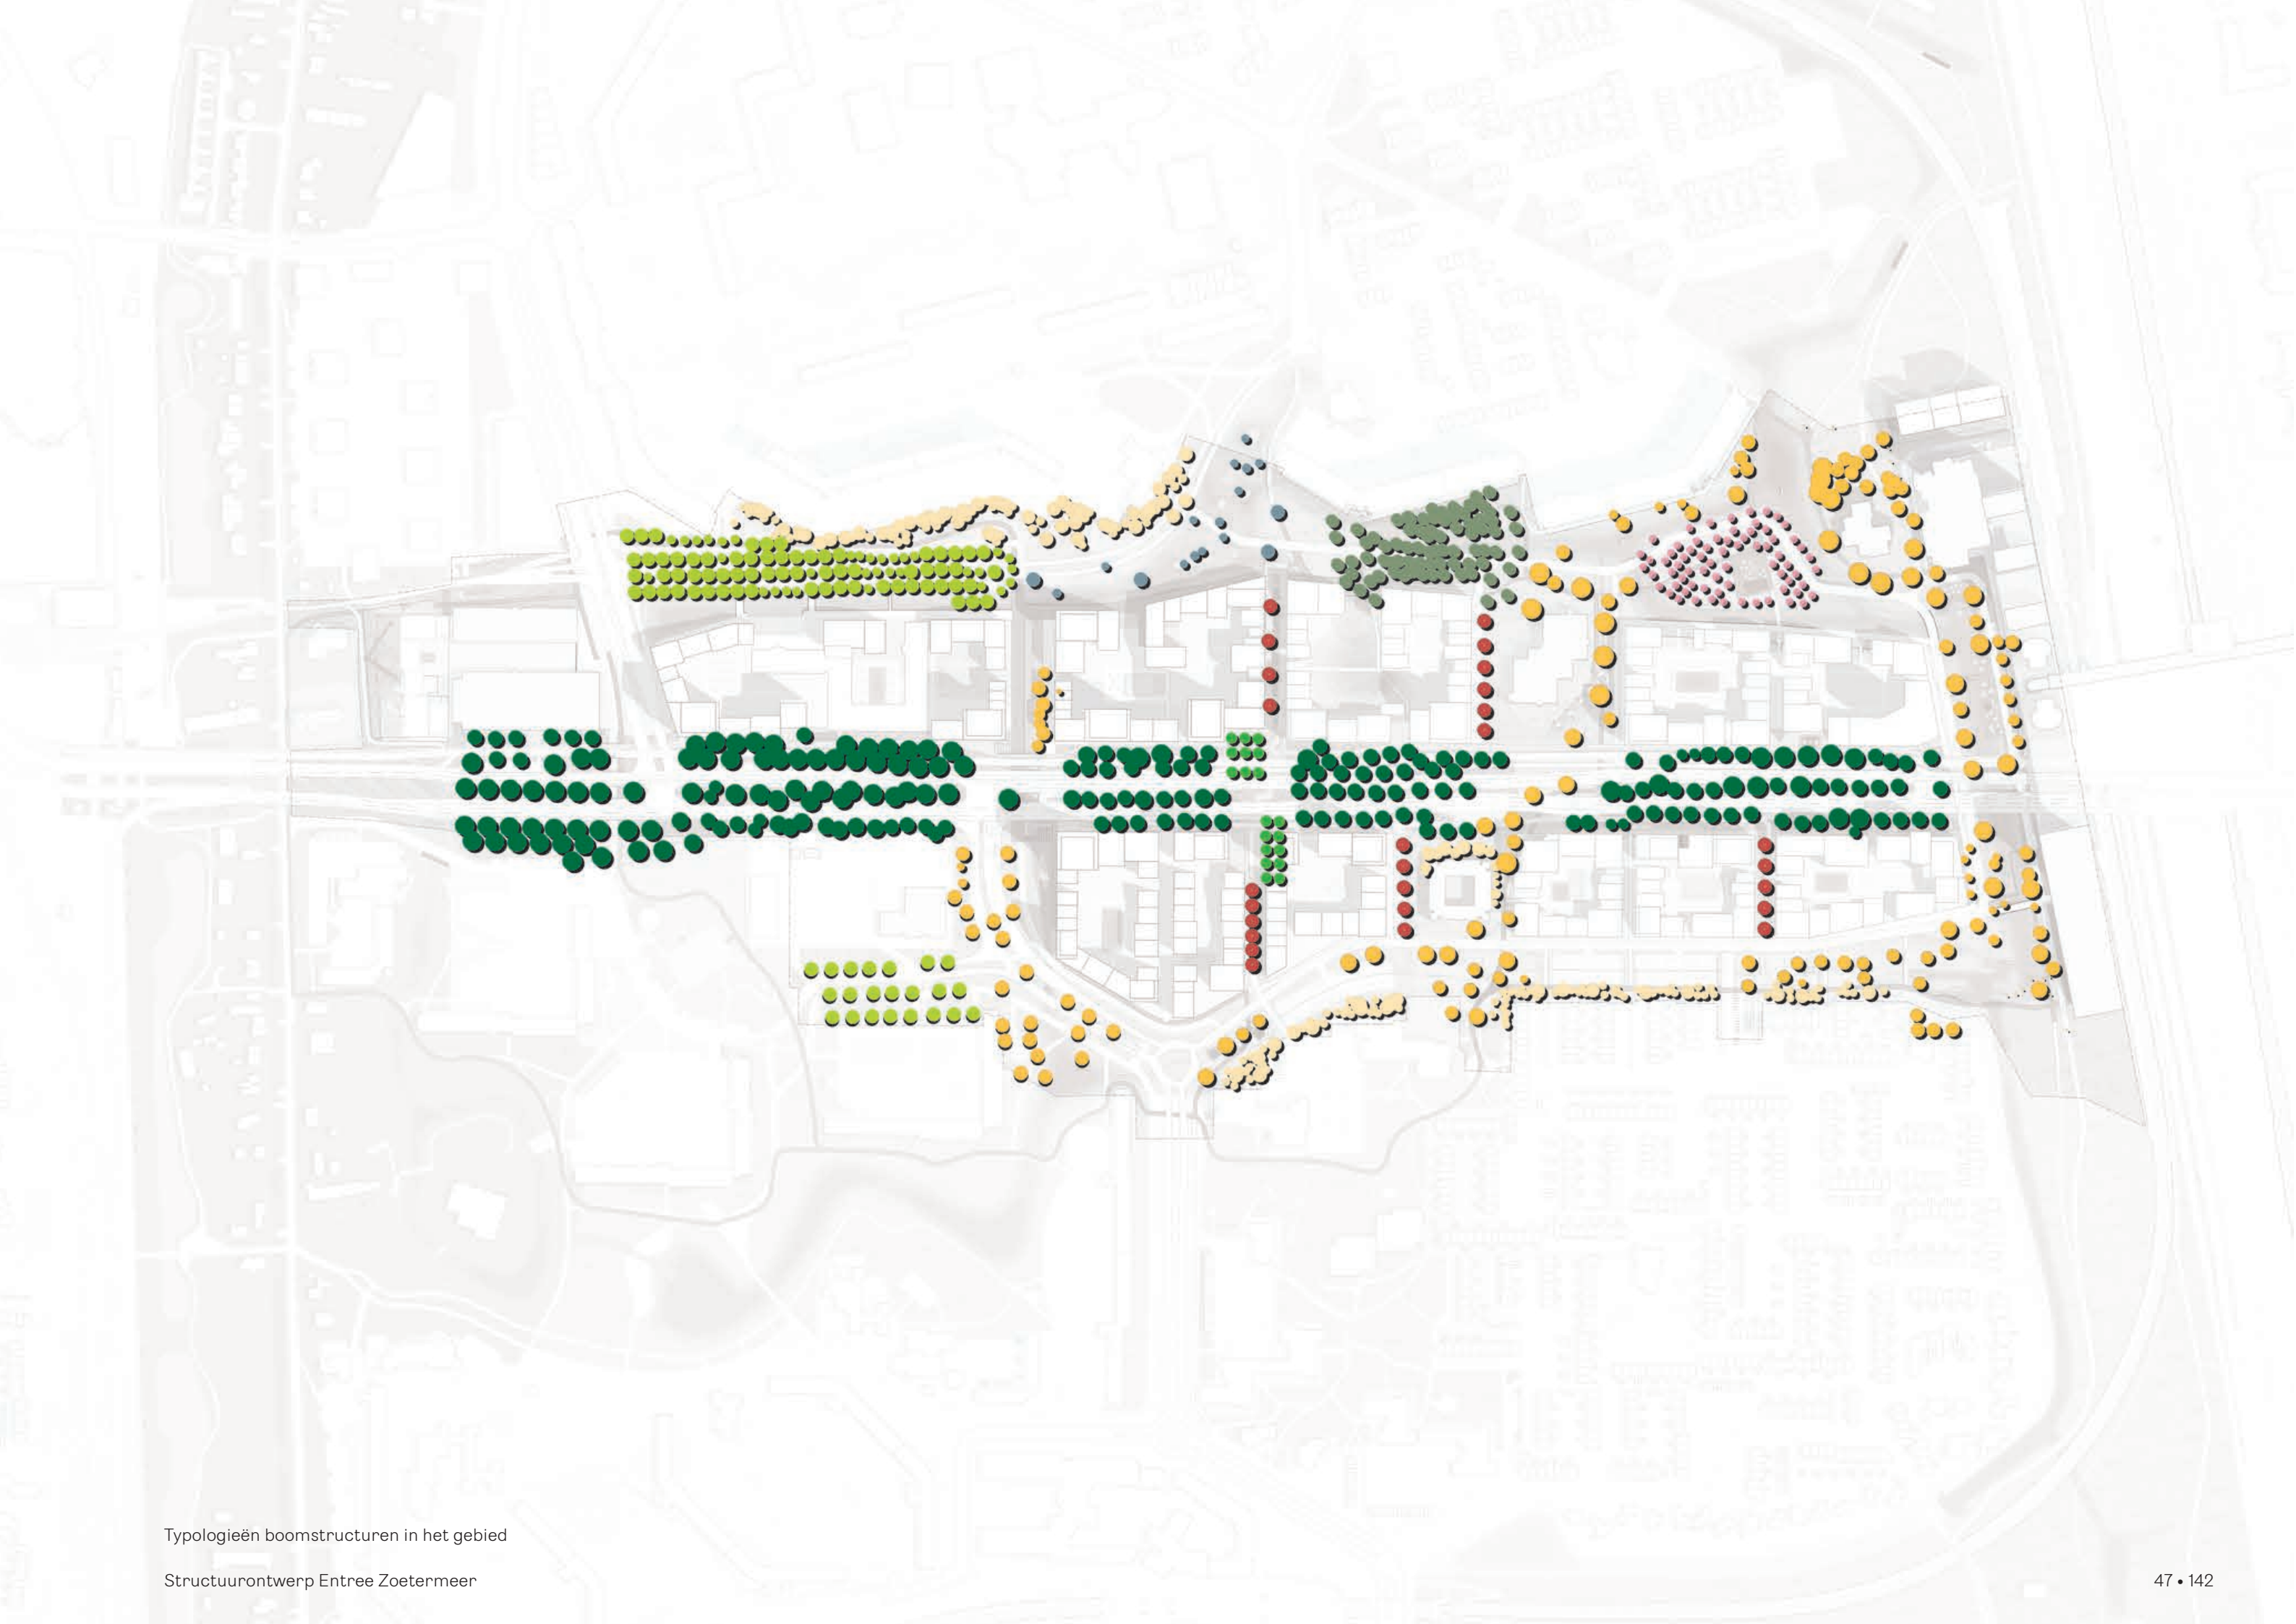 Typologieën boomstructuren in het gebied
Structuurontwerp Entree Zoetermeer
47 • 142